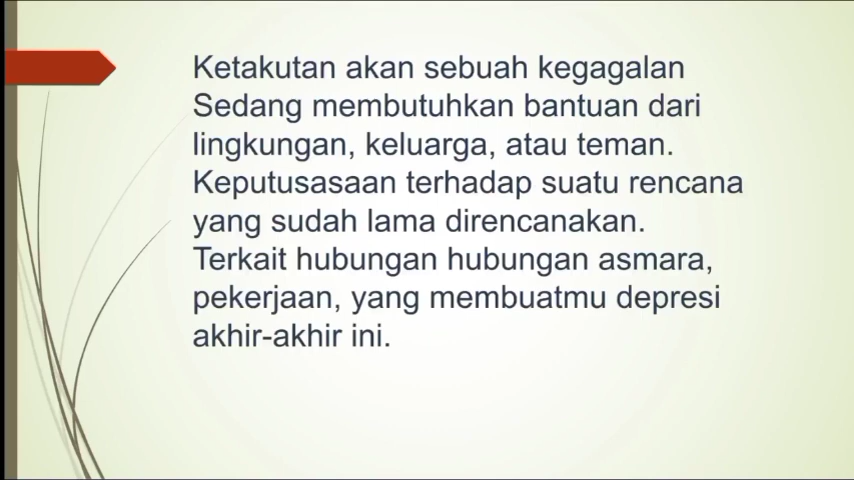 Ketakutan akan sebuah kegagalan
Sedang membutuhkan bantuan dari
lingkungan, keluarga, atau teman.
Keputusasaan terhadap suatu rencana
yang sudah lama direncanakan.
Terkait hubungan hubungan asmara,
pekerjaan, yang membuatmu depresi
akhir-akhir ini.